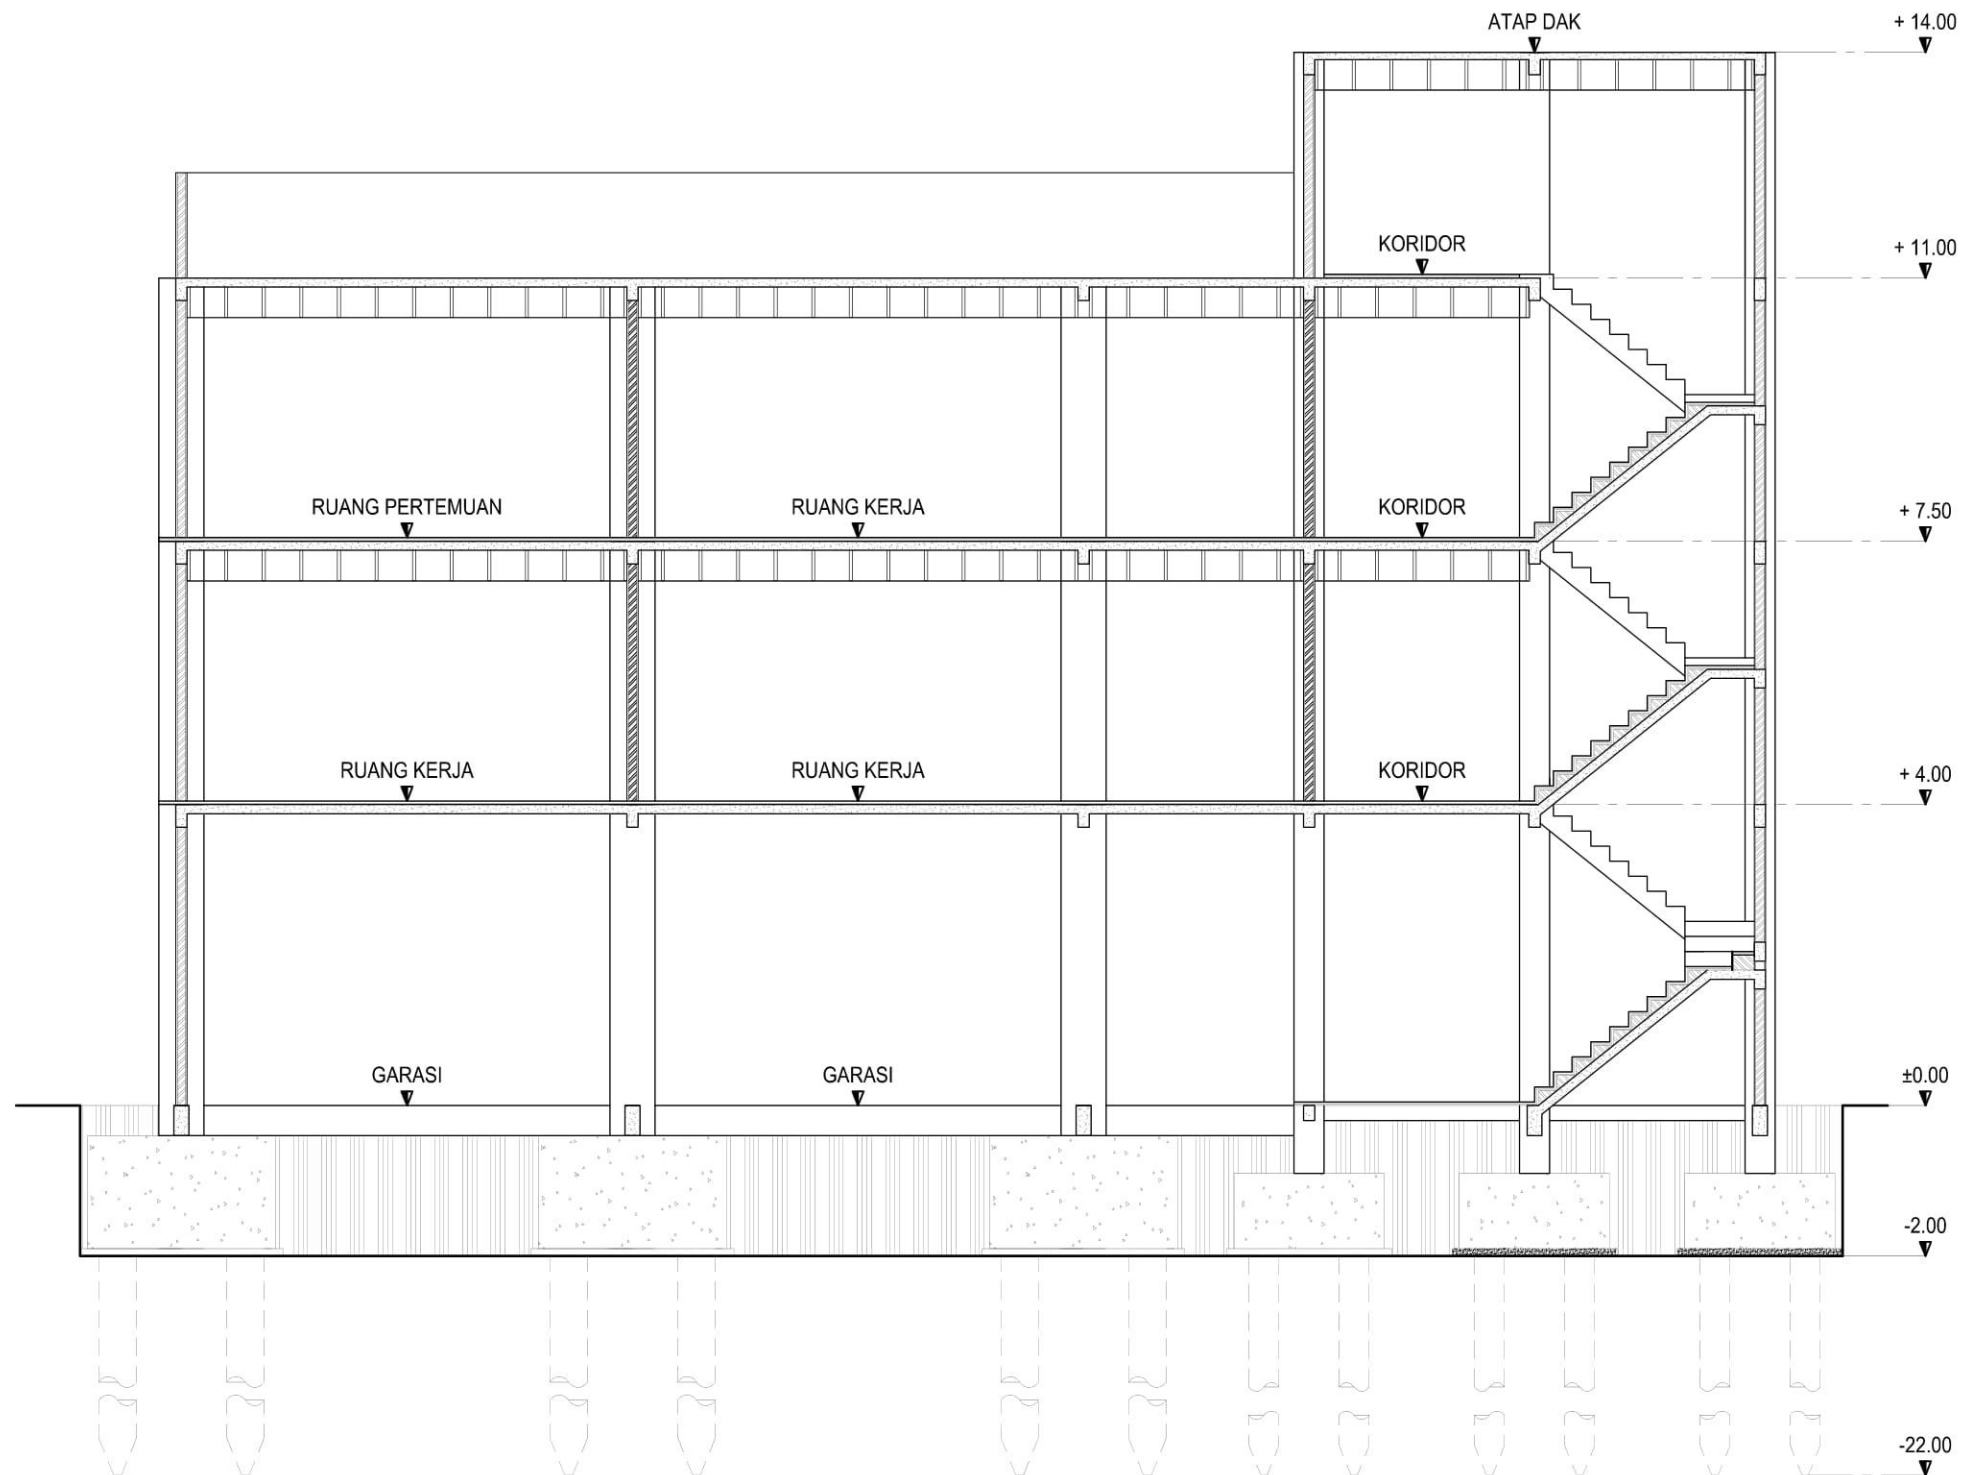 ATAP DAK
+ 14.00
KORIDOR
+ 11.00
RUANG PERTEMUAN
RUANG KERJA
KORIDOR
+ 7.50
RUANG KERJA
RUANG KERJA
KORIDOR
+ 4.00
GARASI
GARASI
±0.00
-2.00
-22.00